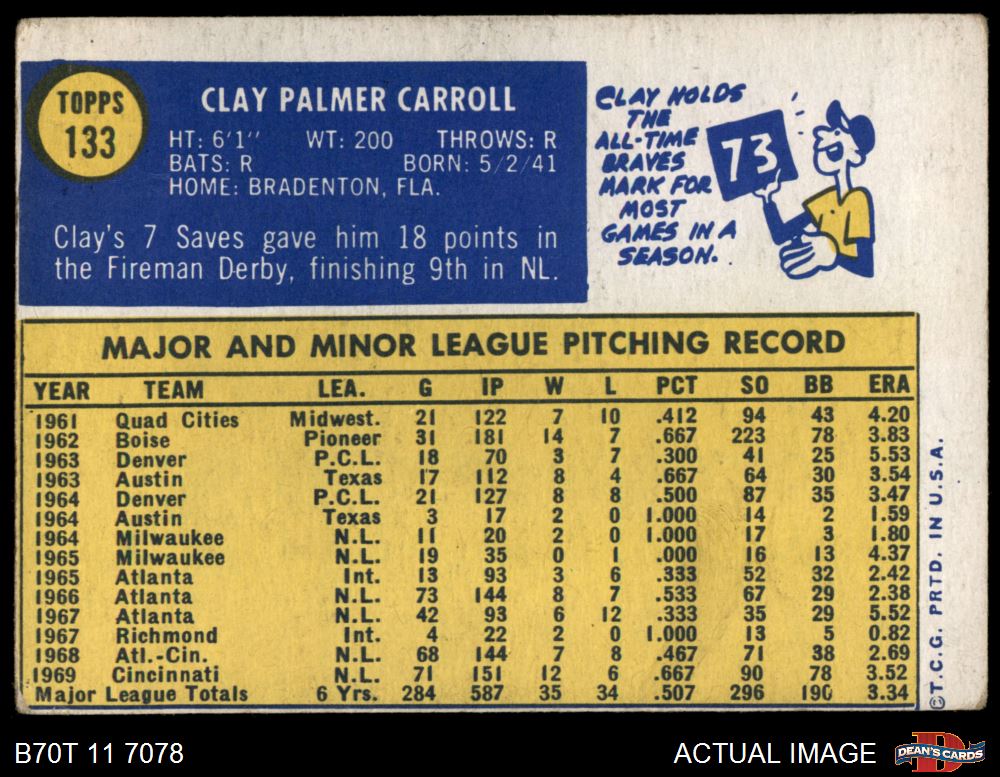 TOPPS
133
CLAY PALMER CARROLL
HT: 6'1" WT: 200 THROWS: R
BATS: R BORN: 5/2/41
HOME: BRADENTON, FLA.
Clay's 7 Saves gave him 18 points in
the Fireman Derby, finishing 9th in NL.
CLAY HOLDS
THE
ALL-TIME
BRAVES
MARK FOR
MOST
GAMES IN A
SEASON.
73
MAJOR AND MINOR LEAGUE PITCHING RECORD
YEAR TEAM LEA. G IP W L PCT SO BB ERA
1961 Quad Cities Midwest. 21 122 7 10 .412 94 43 4.20
1962 Boise Pioneer 31 181 14 7 .667 223 78 3.83
1963 Denver P.C.L. 18 70 3 7 .300 41 25 5.53
1963 Austin Texas 17 112 8 4 .667 64 30 3.54
1964 Denver P.C.L. 21 127 8 8 .500 87 35 3.47
1964 Austin Texas 3 17 2 0 1.000 14 2 1.59
1964 Milwaukee N.L. 11 20 2 0 1.000 17 3 1.80
1965 Milwaukee N.L. 19 35 0 1 .000 16 13 4.37
1965 Atlanta Int. 13 93 3 6 .333 52 32 2.42
1966 Atlanta N.L. 73 144 8 7 .533 67 29 2.38
1967 Atlanta N.L. 42 93 6 12 .333 35 29 5.52
1967 Richmond Int. 4 22 2 0 1.000 13 5 0.82
1968 Atl.-Cin. N.L. 68 144 7 8 .467 71 38 2.69
1969 Cincinnati N.L. 71 151 12 6 .667 90 78 3.52
Major League Totals 6 Yrs. 284 587 35 34 .507 296 190 3.34
©T.C.G. PRTD. IN U.S.A.
B70T 11 7078 ACTUAL IMAGE
D
DEAN'S CARDS